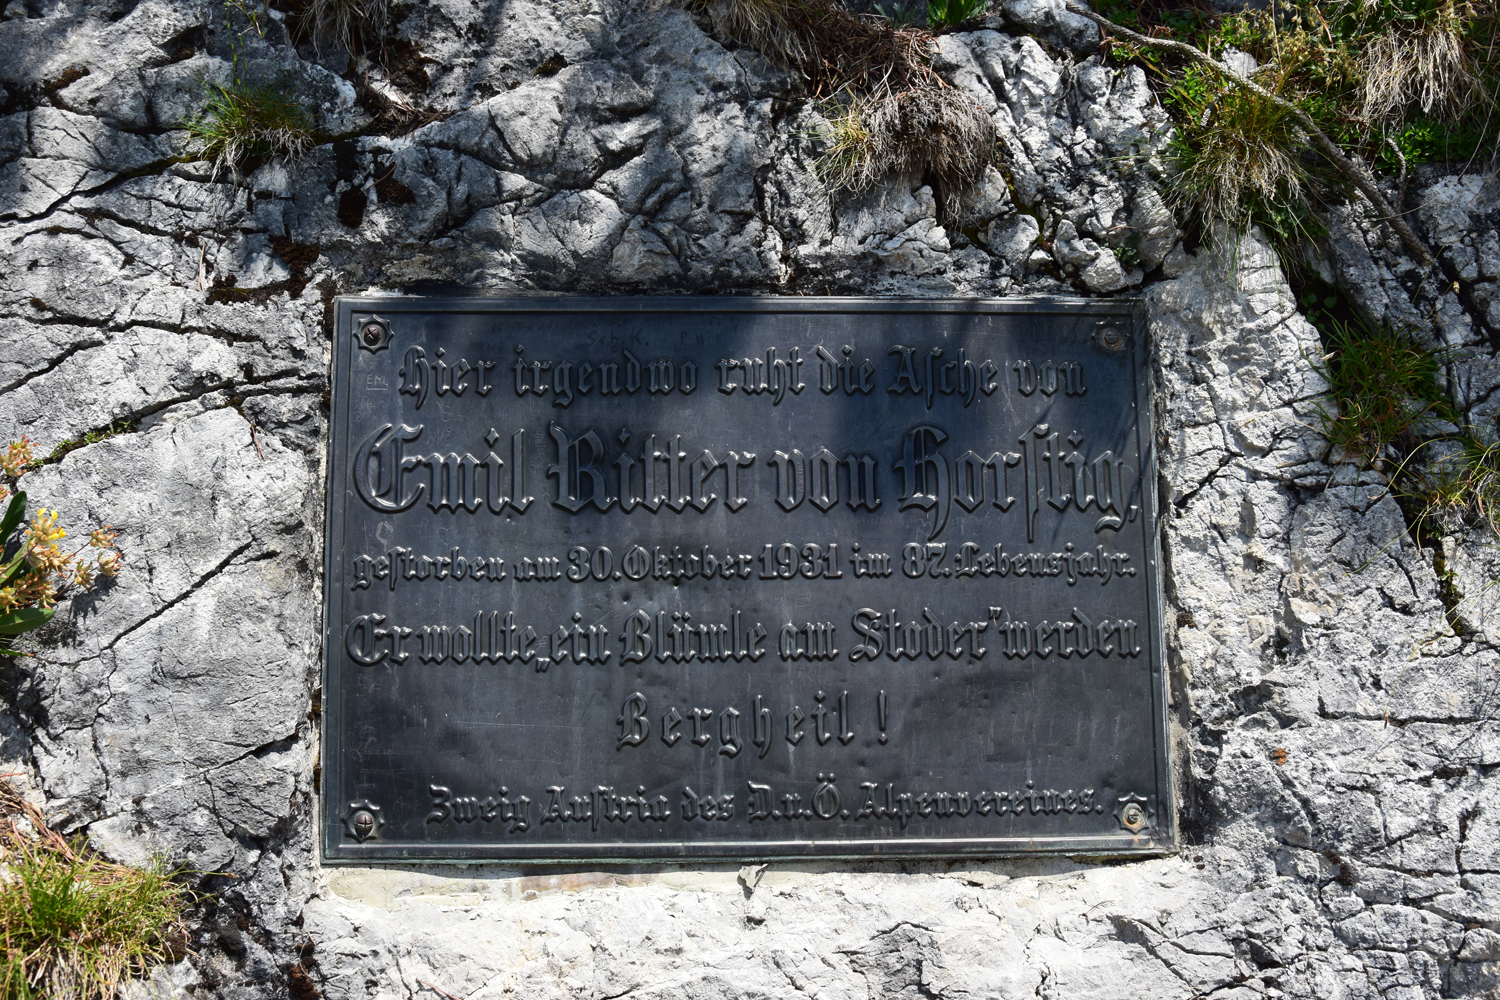 Hier irgendwo ruht die Asche von
Emil Ritter von Horstig,
gestorben am 30. Oktober 1931 im 87. Lebensjahr.
Er wollte „ein Blümle am Stoder" werden
Bergheil!
Zweig Austria des D.u.Ö. Alpenvereines.